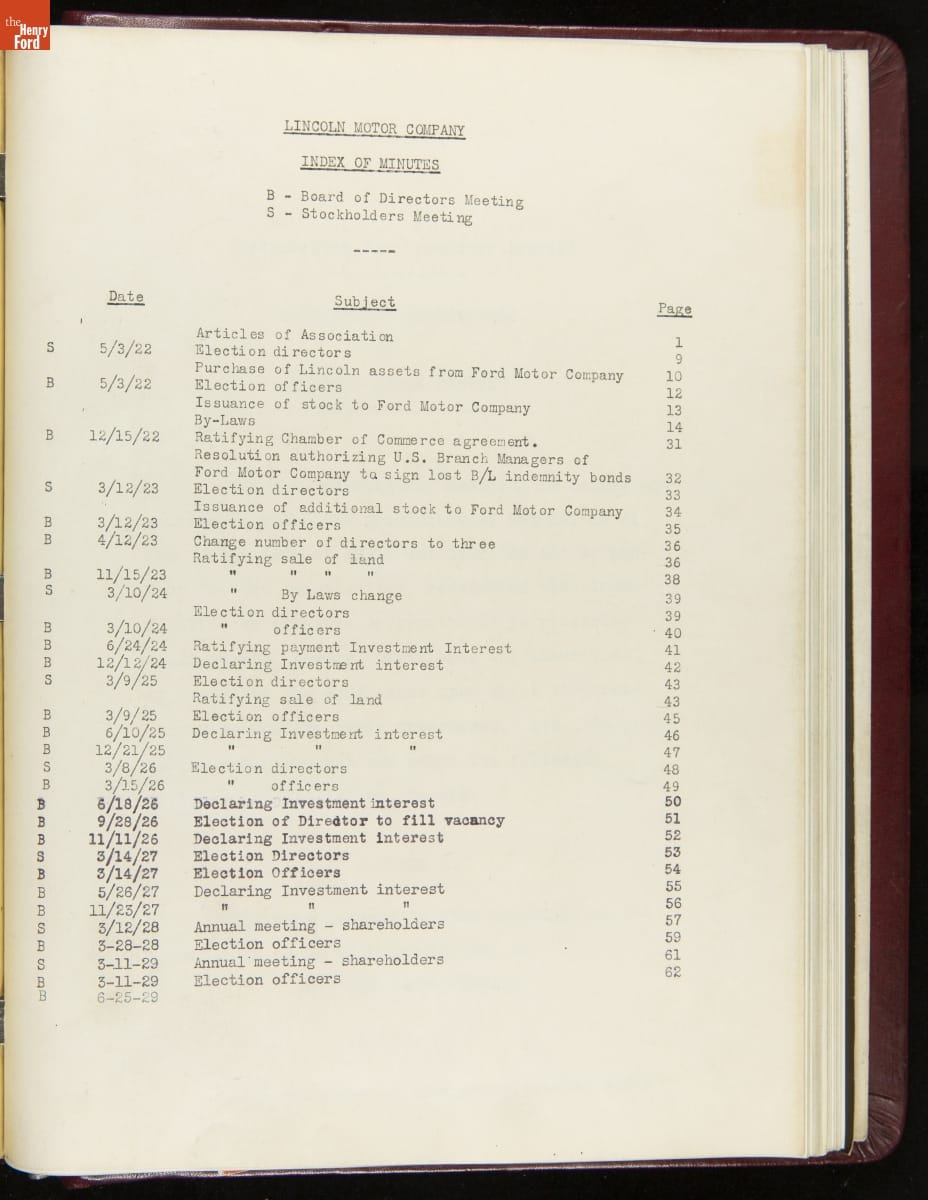 the Henry Ford
LINCOLN MOTOR COMPANY
INDEX OF MINUTES
B - Board of Directors Meeting
S - Stockholders Meeting
-----
Date Subject Page
Articles of Association 1
S 5/3/22 Election directors 9
Purchase of Lincoln assets from Ford Motor Company 10
B 5/3/22 Election officers 12
Issuance of stock to Ford Motor Company 13
By-Laws 14
B 12/15/22 Ratifying Chamber of Commerce agreement. 31
Resolution authorizing U.S. Branch Managers of
Ford Motor Company to sign lost B/L indemnity bonds 32
S 3/12/23 Election directors 33
Issuance of additional stock to Ford Motor Company 34
B 3/12/23 Election officers 35
B 4/12/23 Change number of directors to three 36
Ratifying sale of land 36
B 11/15/23 " " " " 38
S 3/10/24 " By Laws change 39
Election directors 39
B 3/10/24 " officers 40
B 6/24/24 Ratifying payment Investment Interest 41
B 12/12/24 Declaring Investment interest 42
S 3/9/25 Election directors 43
Ratifying sale of land 43
B 3/9/25 Election officers 45
B 6/10/25 Declaring Investment interest 46
B 12/21/25 " " " 47
S 3/8/26 Election directors 48
B 3/15/26 " officers 49
B 6/18/26 Declaring Investment interest 50
B 9/28/26 Election of Director to fill vacancy 51
B 11/11/26 Declaring Investment interest 52
S 3/14/27 Election Directors 53
B 3/14/27 Election Officers 54
B 5/26/27 Declaring Investment interest 55
B 11/23/27 " " " 56
S 3/12/28 Annual meeting - shareholders 57
B 3-28-28 Election officers 59
S 3-11-29 Annual meeting - shareholders 61
B 3-11-29 Election officers 62
B 6-25-29